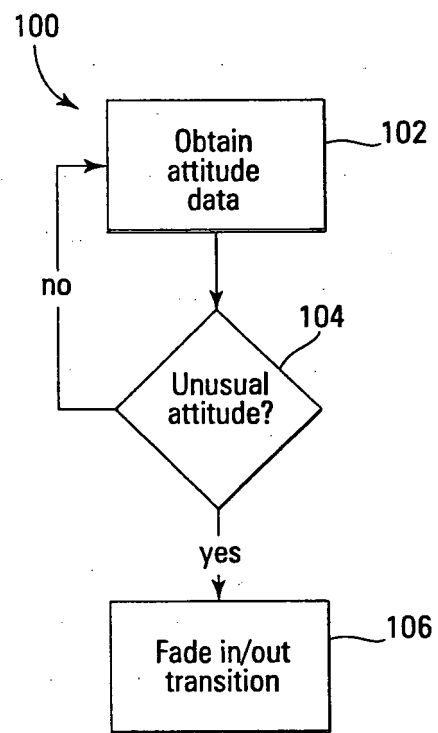 100
Obtain
attitude
data
102
no
104
Unusual
attitude?
yes
Fade in/out
transition
106